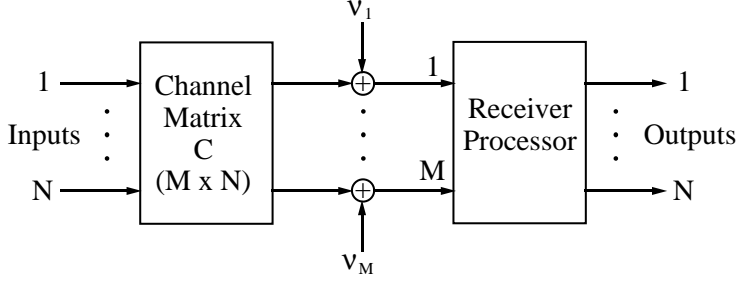 ν1
1
Channel
Matrix
C
(M x N)
Inputs
N
1
M
Receiver
Processor
1
Outputs
N
νM